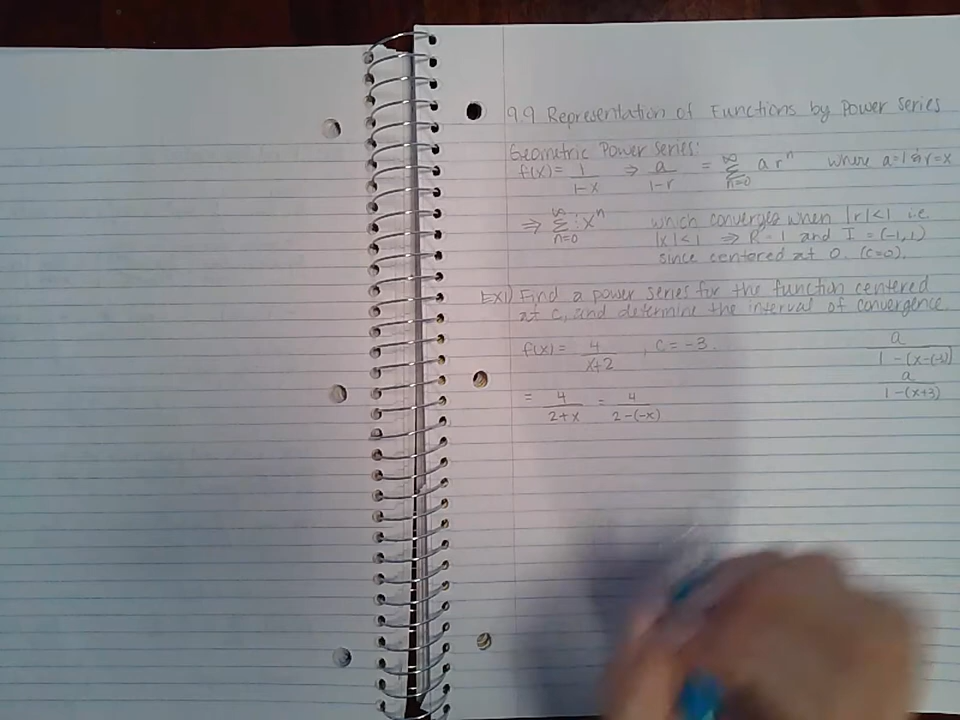 9.9 Representation of Functions by Power Series
Geometric Power Series:
f(x) = 1/(1-x) ⇒ a/(1-r) = ∞∑n=0 a r^n where a=1 & r=x
⇒ ∞∑n=0 x^n which converges when |r|<1 i.e.
|x|<1 ⇒ R=1 and I = (-1,1)
since centered at 0. (c=0).
EX1) Find a power series for the function centered
at c, and determine the interval of convergence.
f(x) = 4/(x+2) , c = -3. a/(1-(x-(-3)))
a/(1-(x+3))
= 4/(2+x) = 4/(2-(-x))